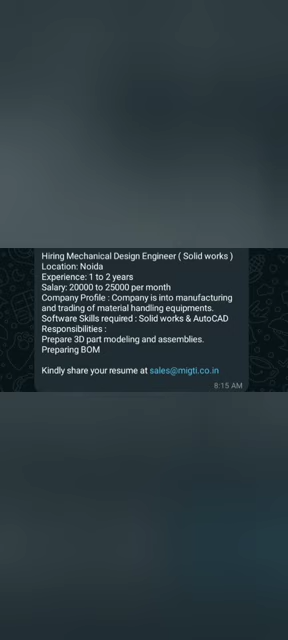 Hiring Mechanical Design Engineer ( Solid works )
Location: Noida
Experience: 1 to 2 years
Salary: 20000 to 25000 per month
Company Profile : Company is into manufacturing
and trading of material handling equipments.
Software Skills required : Solid works & AutoCAD
Responsibilities :
Prepare 3D part modeling and assemblies.
Preparing BOM
Kindly share your resume at sales@migti.co.in
8:15 AM